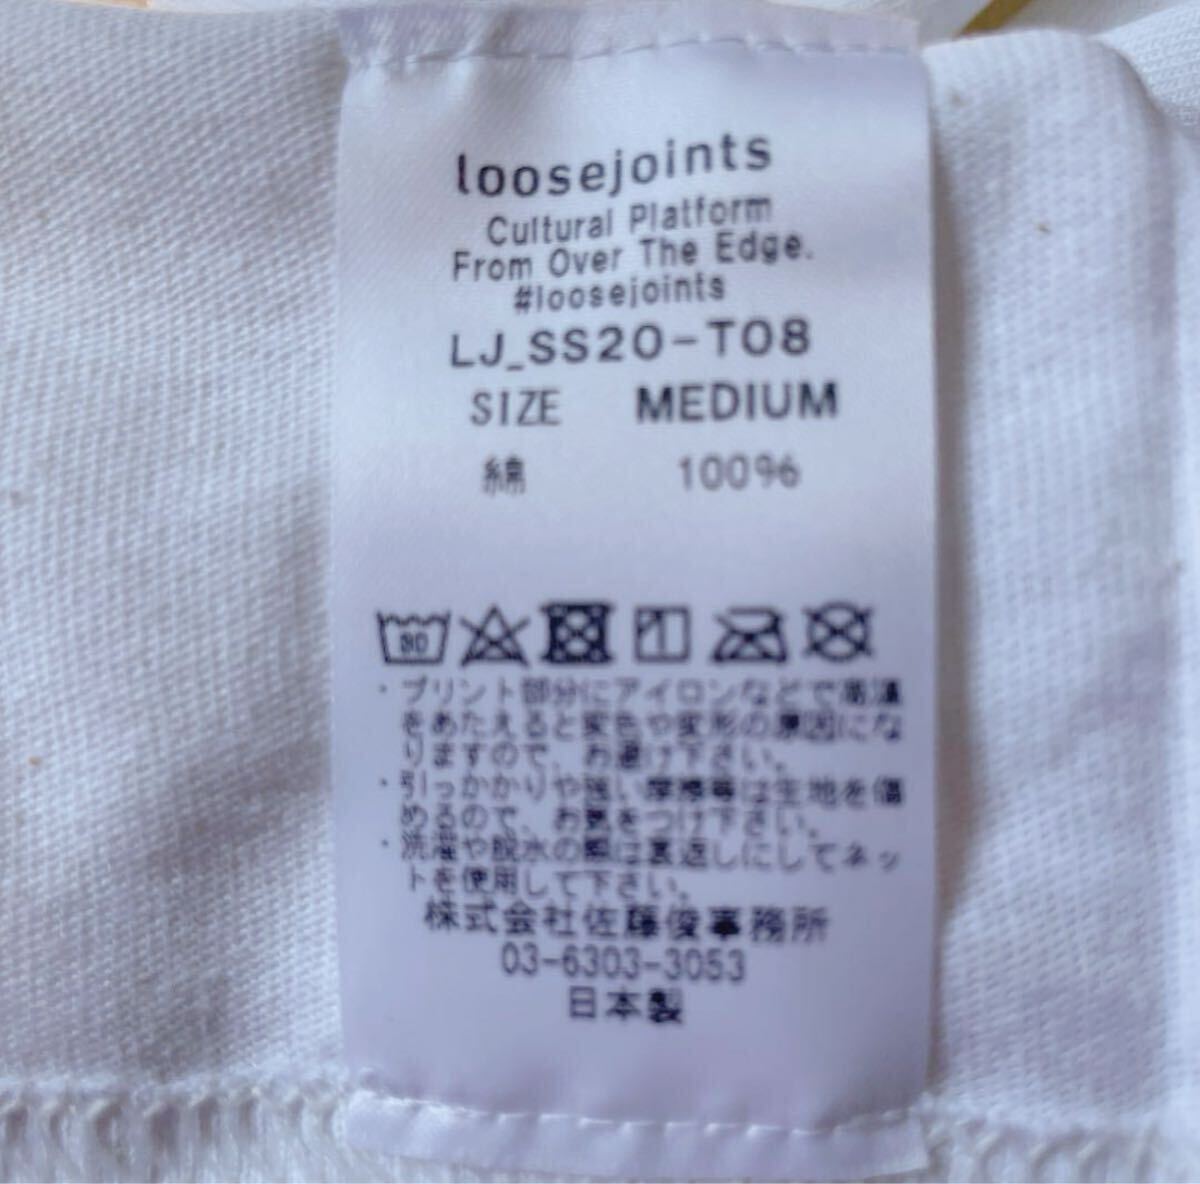 loosejoints
Cultural Platform
From Over The Edge.
#loosejoints
LJ_SS20-T08
SIZE MEDIUM
綿 100%
80
・プリント部分にアイロンなどで高温
をあたえると変色や変形の原因にな
りますので、お避け下さい。
・引っかかりや強い摩擦等は生地を傷
めるので、お気をつけ下さい。
・洗濯や脱水の際は裏返しにしてネッ
トを使用して下さい。
株式会社佐藤俊事務所
03-6303-3053
日本製